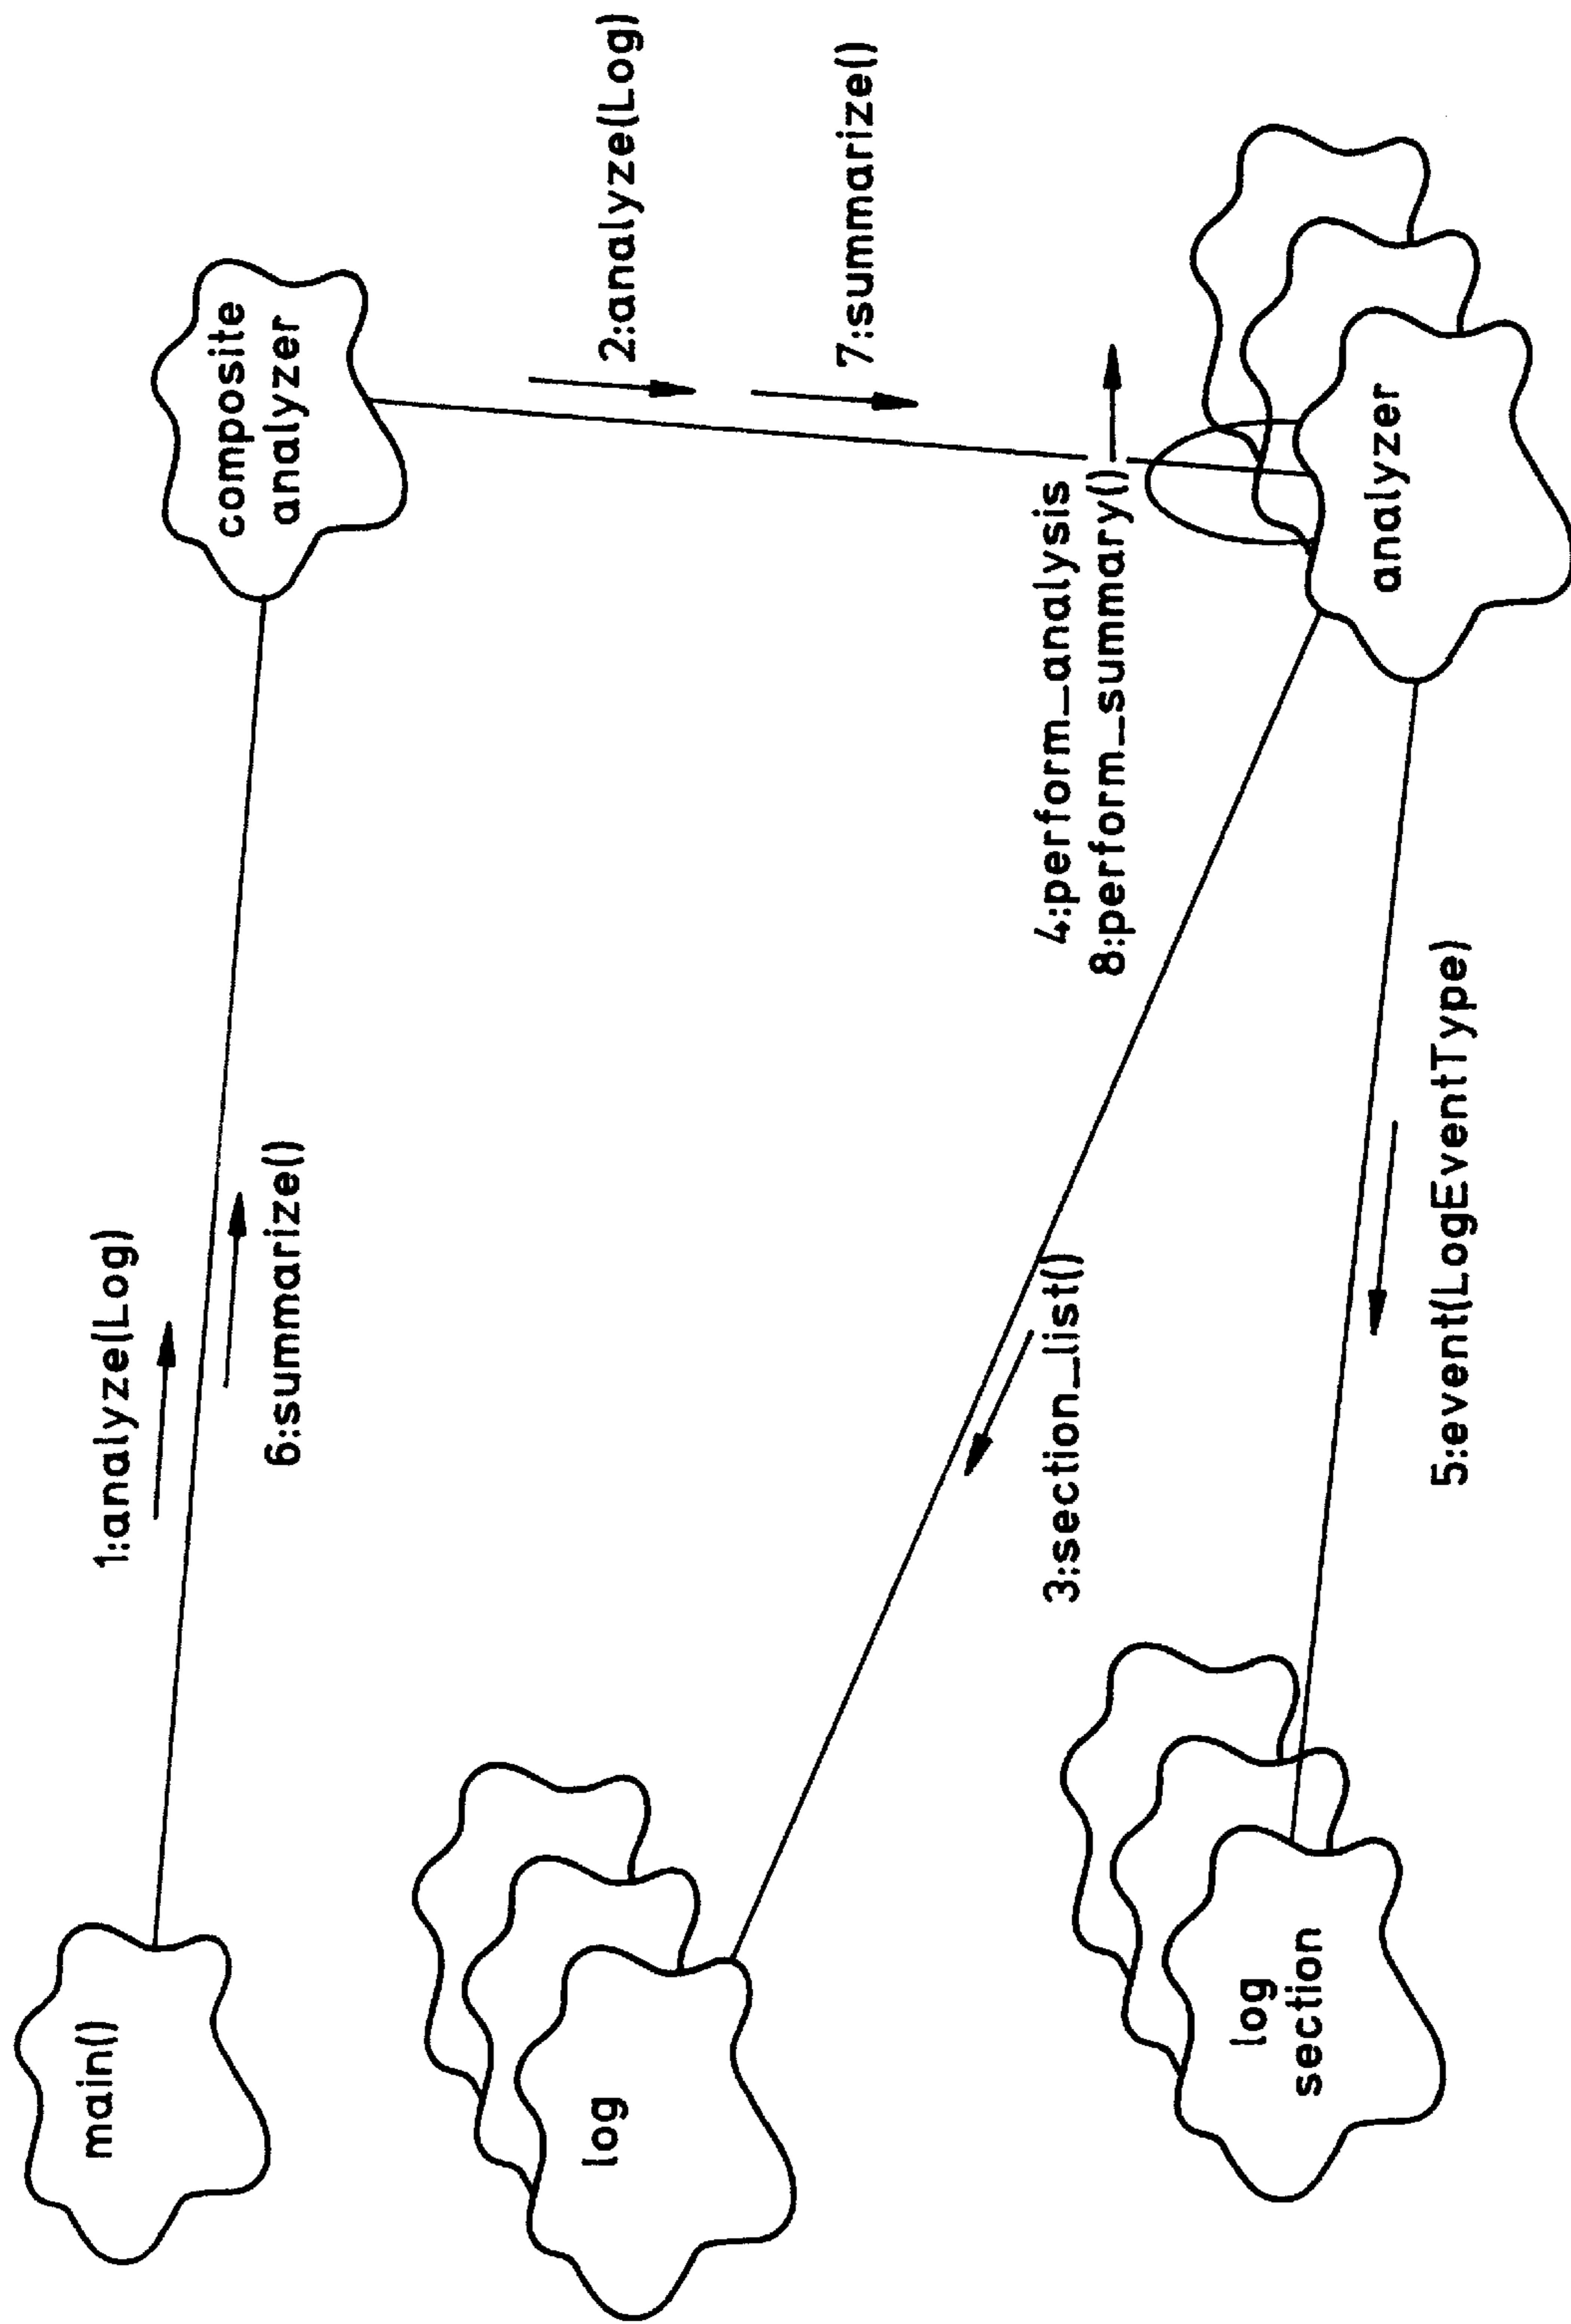 main()
1:analyze(Log)
6:summarize()
composite
analyzer
2:analyze(Log)
7:summarize()
log
3:section_list()
4:perform_analysis
8:perform_summary()
analyzer
log
section
5:event(LogEventType)